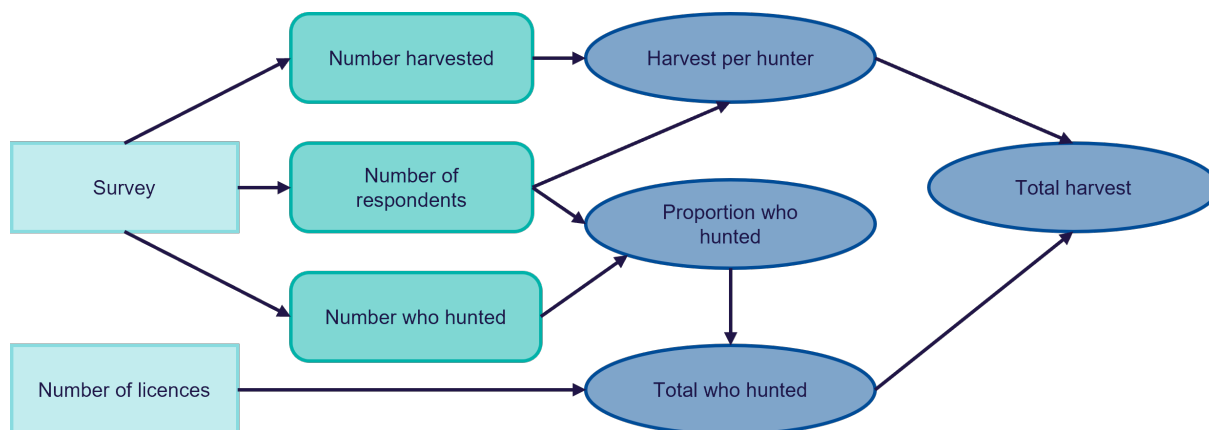 Number harvested
Harvest per hunter
Survey
Number of
respondents
Proportion who
hunted
Total harvest
Number who hunted
Number of licences
Total who hunted